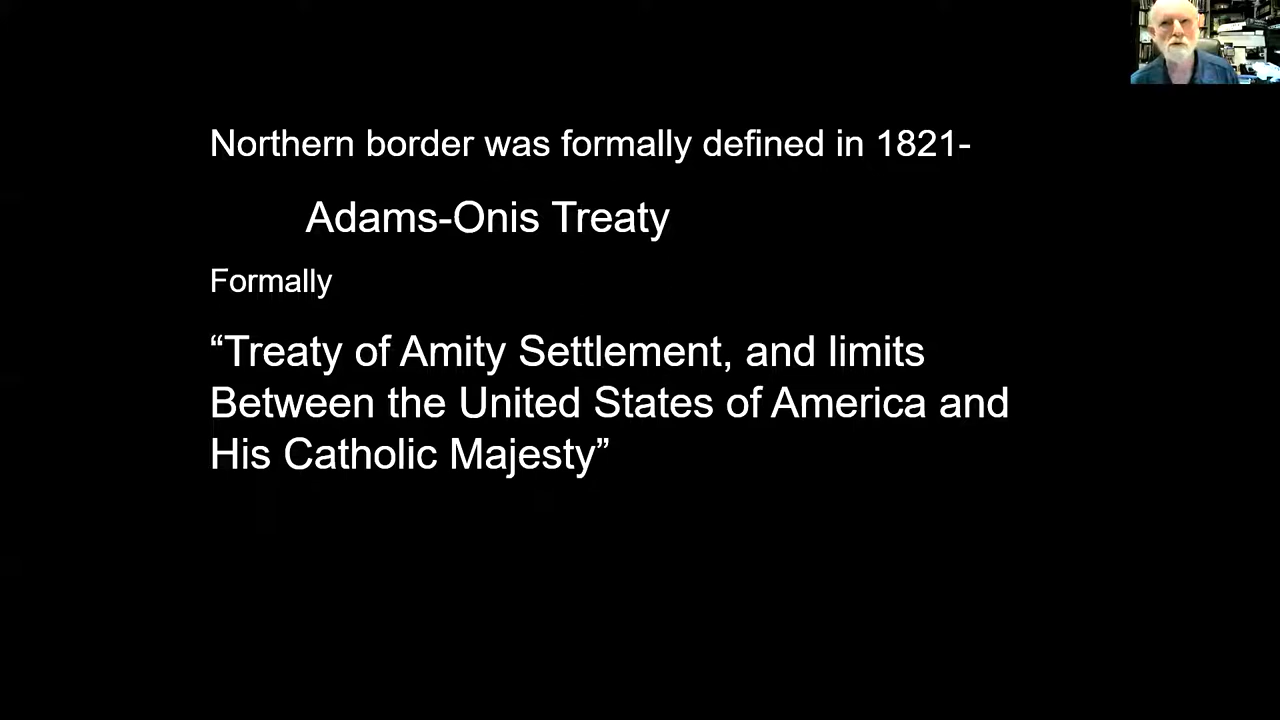 Northern border was formally defined in 1821-
Adams-Onis Treaty
Formally
“Treaty of Amity Settlement, and limits
Between the United States of America and
His Catholic Majesty”